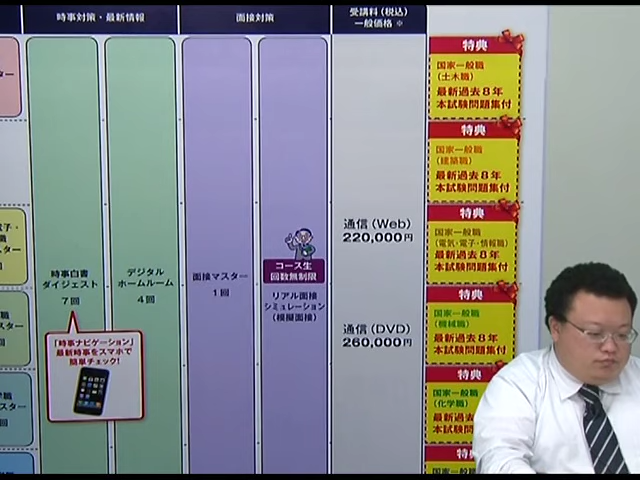 時事対策・最新情報
面接対策
受講料(税込)
一般価格 ※
時事白書
ダイジェスト
7回
「時事ナビゲーション」
最新時事をスマホで
簡単チェック!
デジタル
ホームルーム
4回
面接マスター
1回
コース生
回数無制限
リアル面接
シミュレーション
(模擬面接)
通信(Web)
220,000円
通信(DVD)
260,000円
特典
国家一般職
(土木職)
最新過去8年
本試験問題集付
特典
国家一般職
(建築職)
最新過去8年
本試験問題集付
特典
国家一般職
(電気・電子・情報職)
最新過去8年
本試験問題集付
特典
国家一般職
(機械職)
最新過去8年
本試験問題集付
特典
国家一般職
(化学職)
最新過去
本試験問
国家一般